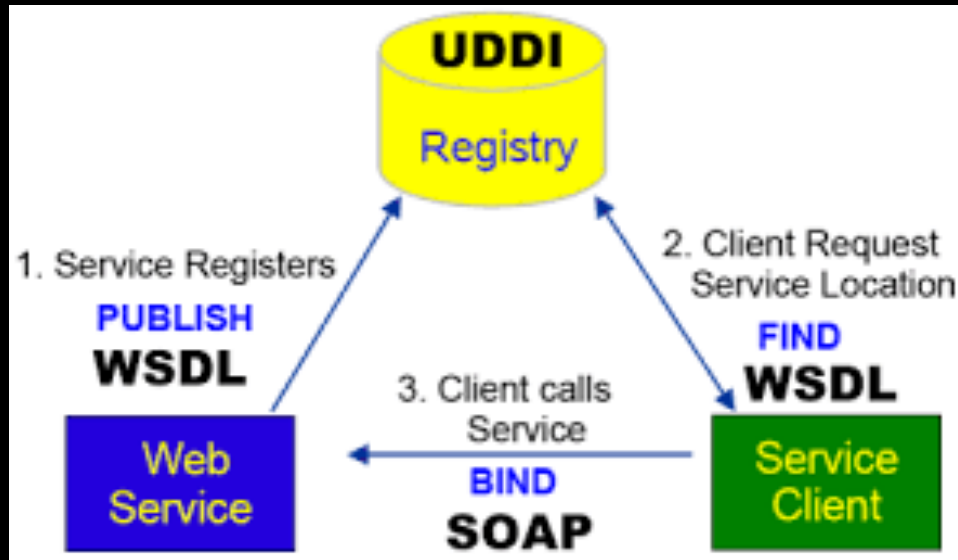 UDDI
Registry
1. Service Registers
PUBLISH
WSDL
2. Client Request
Service Location
FIND
WSDL
3. Client calls
Service
BIND
SOAP
Web
Service
Service
Client